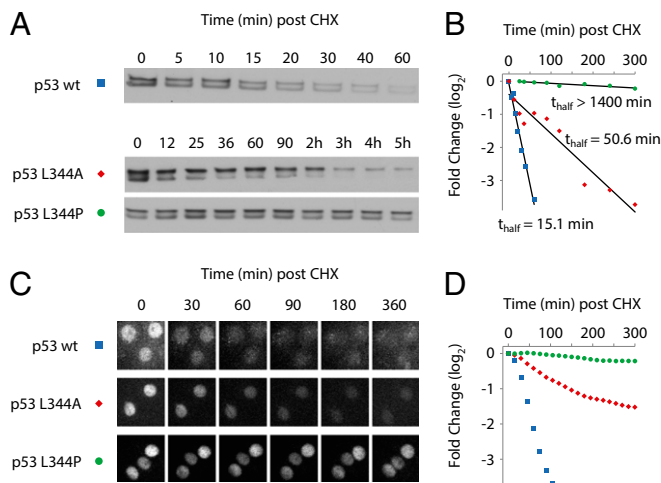 A
Time (min) post CHX
0 5 10 15 20 30 40 60
p53 wt
0 12 25 36 60 90 2h 3h 4h 5h
p53 L344A
p53 L344P
B
Time (min) post CHX
0 100 200 300
Fold Change (log2)
0
-1
-2
-3
thalf > 1400 min
thalf = 50.6 min
thalf = 15.1 min
C
Time (min) post CHX
0 30 60 90 180 360
p53 wt
p53 L344A
p53 L344P
D
Time (min) post CHX
0 100 200 300
Fold Change (log2)
0
-1
-2
-3